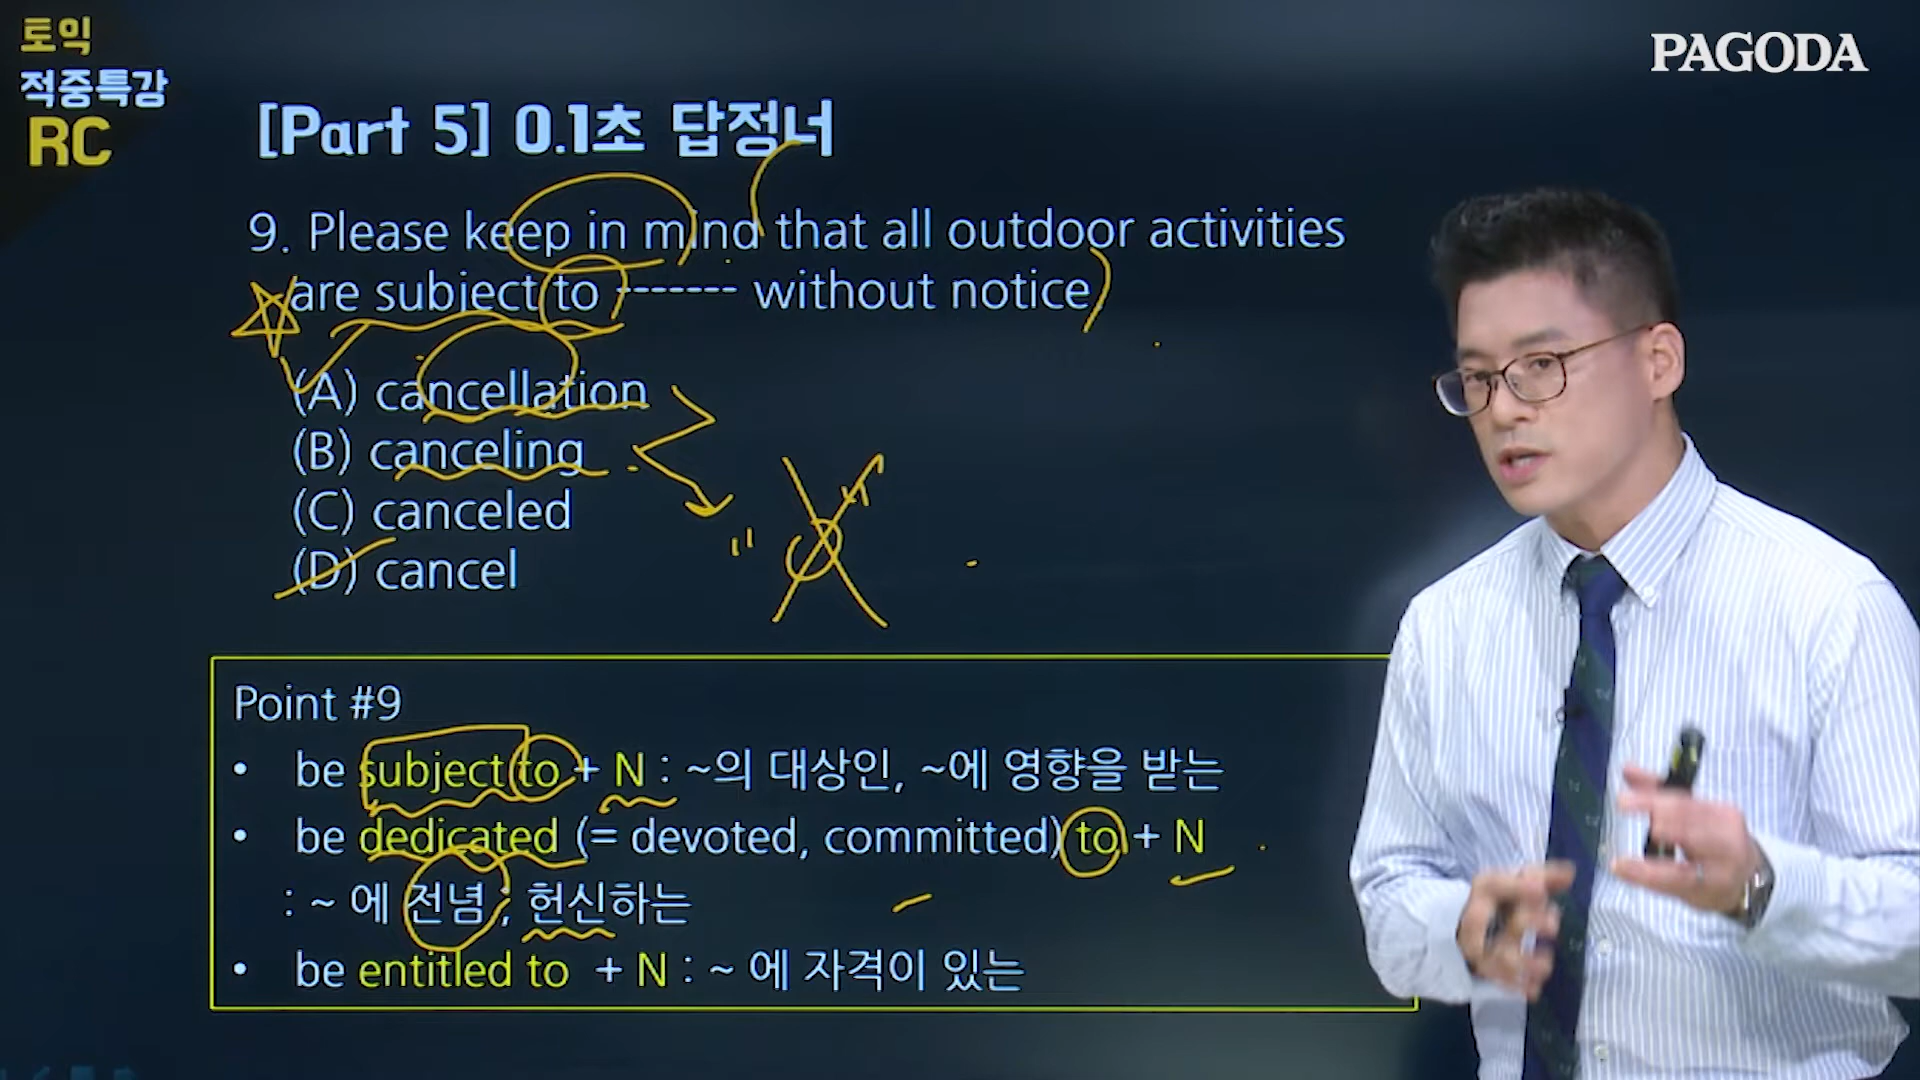 토익
적중특강
RC
PAGODA
[Part 5] 0.1초 답정너
9. Please keep in mind that all outdoor activities
are subject to ------- without notice.
(A) cancellation
(B) canceling
(C) canceled
(D) cancel
Point #9
• be subject to + N : ~의 대상인, ~에 영향을 받는
• be dedicated (= devoted, committed) to + N
: ~ 에 전념 ; 헌신하는
• be entitled to + N : ~ 에 자격이 있는